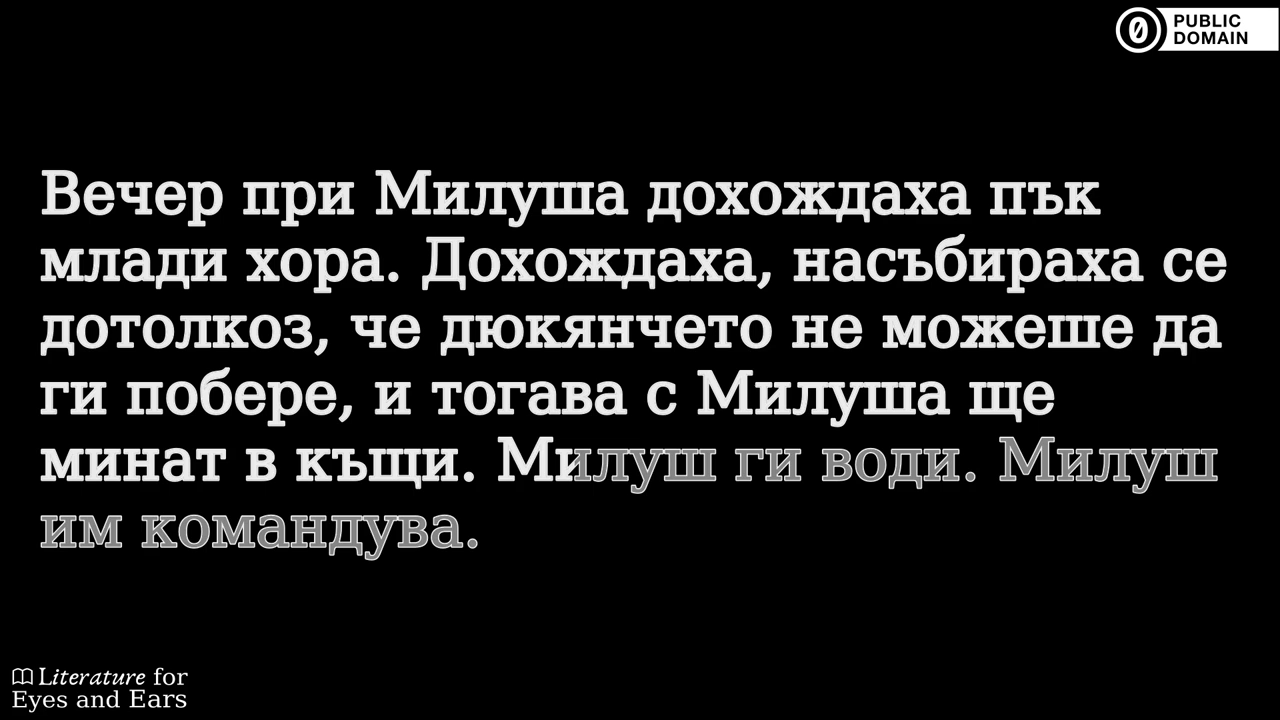 PUBLIC
DOMAIN
Вечер при Милуша дохождаха пък
млади хора. Дохождаха, насъбираха се
дотолкоз, че дюкянчето не можеше да
ги побере, и тогава с Милуша ще
минат в къщи. Милуш ги води. Милуш
им командува.
Literature for
Eyes and Ears